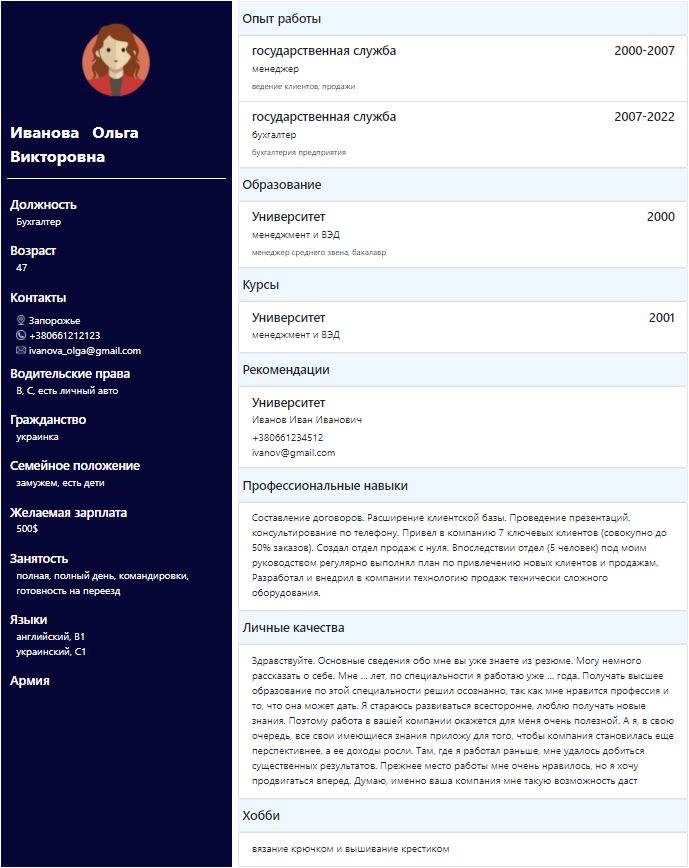 Иванова Ольга
Викторовна
Должность
Бухгалтер
Возраст
47
Контакты
Запорожье
+380661212123
ivanova_olga@gmail.com
Водительские права
B, C, есть личный авто
Гражданство
украинка
Семейное положение
замужем, есть дети
Желаемая зарплата
500$
Занятость
полная, полный день, командировки,
готовность на переезд
Языки
английский, B1
украинский, C1
Армия
Опыт работы
государственная служба 2000-2007
менеджер
ведение клиентов, продажи
государственная служба 2007-2022
бухгалтер
бухгалтерия предприятия
Образование
Университет 2000
менеджмент и ВЭД
менеджер среднего звена, бакалавр
Курсы
Университет 2001
менеджмент и ВЭД
Рекомендации
Университет
Иванов Иван Иванович
+380661234512
ivanov@gmail.com
Профессиональные навыки
Составление договоров. Расширение клиентской базы. Проведение презентаций.
консультирование по телефону. Привел в компанию 7 ключевых клиентов (совокупно до
50% заказов). Создал отдел продаж с нуля. Впоследствии отдел (5 человек) под моим
руководством регулярно выполнял план по привлечению новых клиентов и продажам.
Разработал и внедрил в компании технологию продаж технически сложного
оборудования.
Личные качества
Здравствуйте. Основные сведения обо мне вы уже знаете из резюме. Могу немного
рассказать о себе. Мне ... лет, по специальности я работаю уже ... года. Получать высшее
образование по этой специальности решил осознанно, так как мне нравится профессия и
то, что она может дать. Я стараюсь развиваться всесторонне, люблю получать новые
знания. Поэтому работа в вашей компании окажется для меня очень полезной. А я, в свою
очередь, все свои имеющиеся знания приложу для того, чтобы компания становилась еще
перспективнее, а ее доходы росли. Там, где я работал раньше, мне удалось добиться
существенных результатов. Прежнее место работы мне очень нравилось, но я хочу
продвигаться вперед. Думаю, именно ваша компания мне такую возможность даст
Хобби
вязание крючком и вышивание крестиком